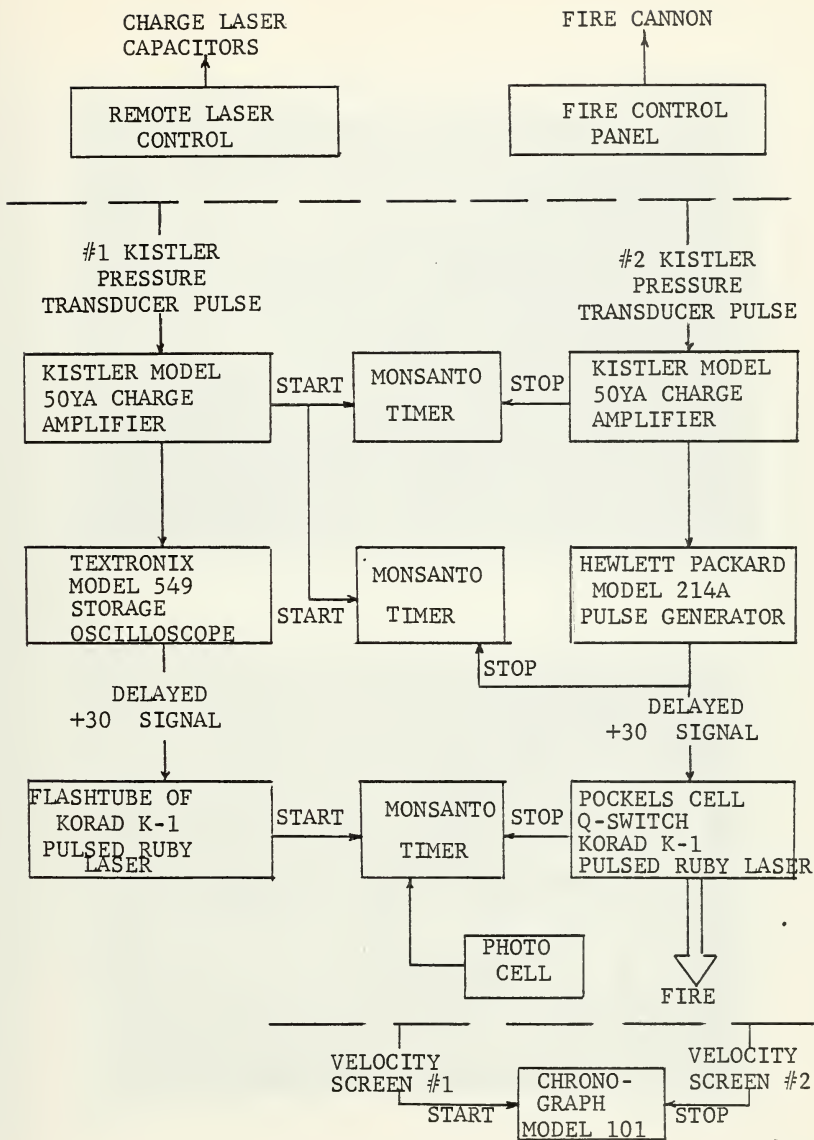 CHARGE LASER
CAPACITORS
FIRE CANNON
REMOTE LASER
CONTROL
FIRE CONTROL
PANEL
#1 KISTLER
PRESSURE
TRANSDUCER PULSE
#2 KISTLER
PRESSURE
TRANSDUCER PULSE
KISTLER MODEL
50YA CHARGE
AMPLIFIER
START
MONSANTO
TIMER
STOP
KISTLER MODEL
50YA CHARGE
AMPLIFIER
TEXTRONIX
MODEL 549
STORAGE
OSCILLOSCOPE
START
MONSANTO
TIMER
STOP
HEWLETT PACKARD
MODEL 214A
PULSE GENERATOR
DELAYED
+30 SIGNAL
DELAYED
+30 SIGNAL
FLASHTUBE OF
KORAD K-1
PULSED RUBY
LASER
START
MONSANTO
TIMER
STOP
POCKELS CELL
Q-SWITCH
KORAD K-1
PULSED RUBY LASER
PHOTO
CELL
FIRE
VELOCITY
SCREEN #1
START
CHRONO-
GRAPH
MODEL 101
STOP
VELOCITY
SCREEN #2